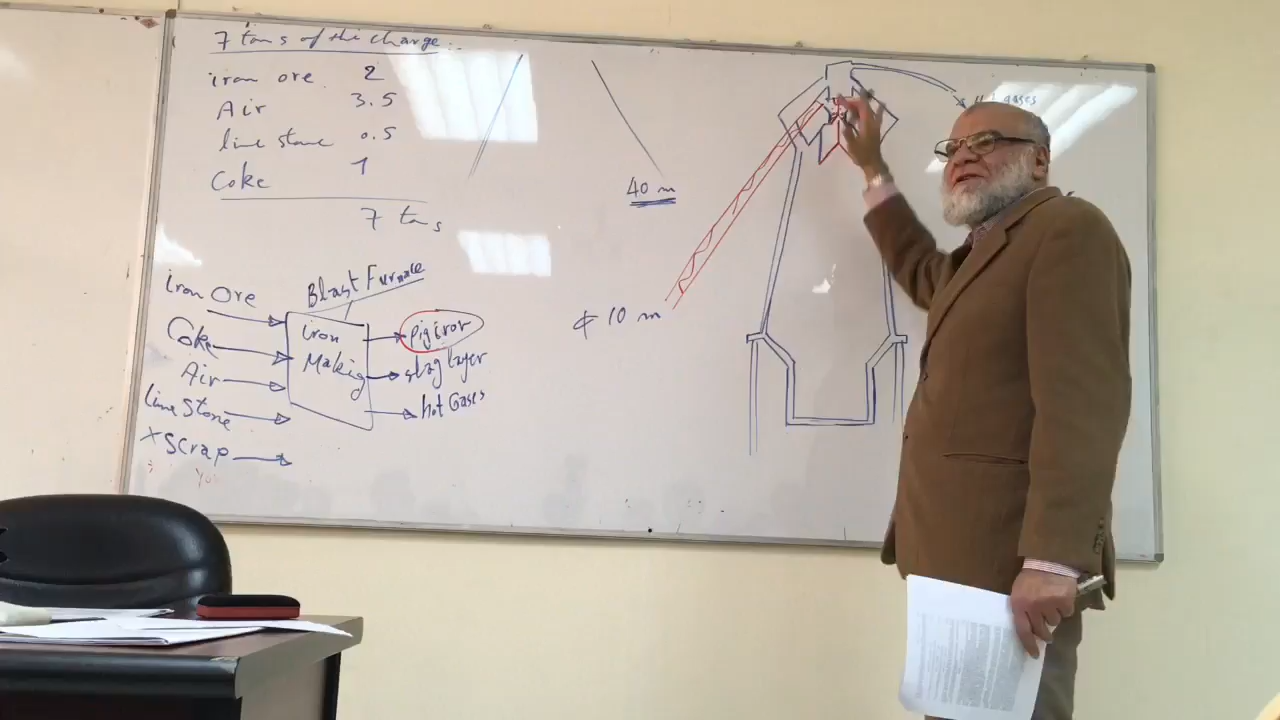 7 tons of the charge
iron ore 2
Air 3.5
lime stone 0.5
Coke 1
7 tons
Blast Furnace
iron Ore
Coke
Air
lime stone
x scrap
iron
Making
pig iron
slag layer
hot Gases
40 m
¢ 10 m
gases